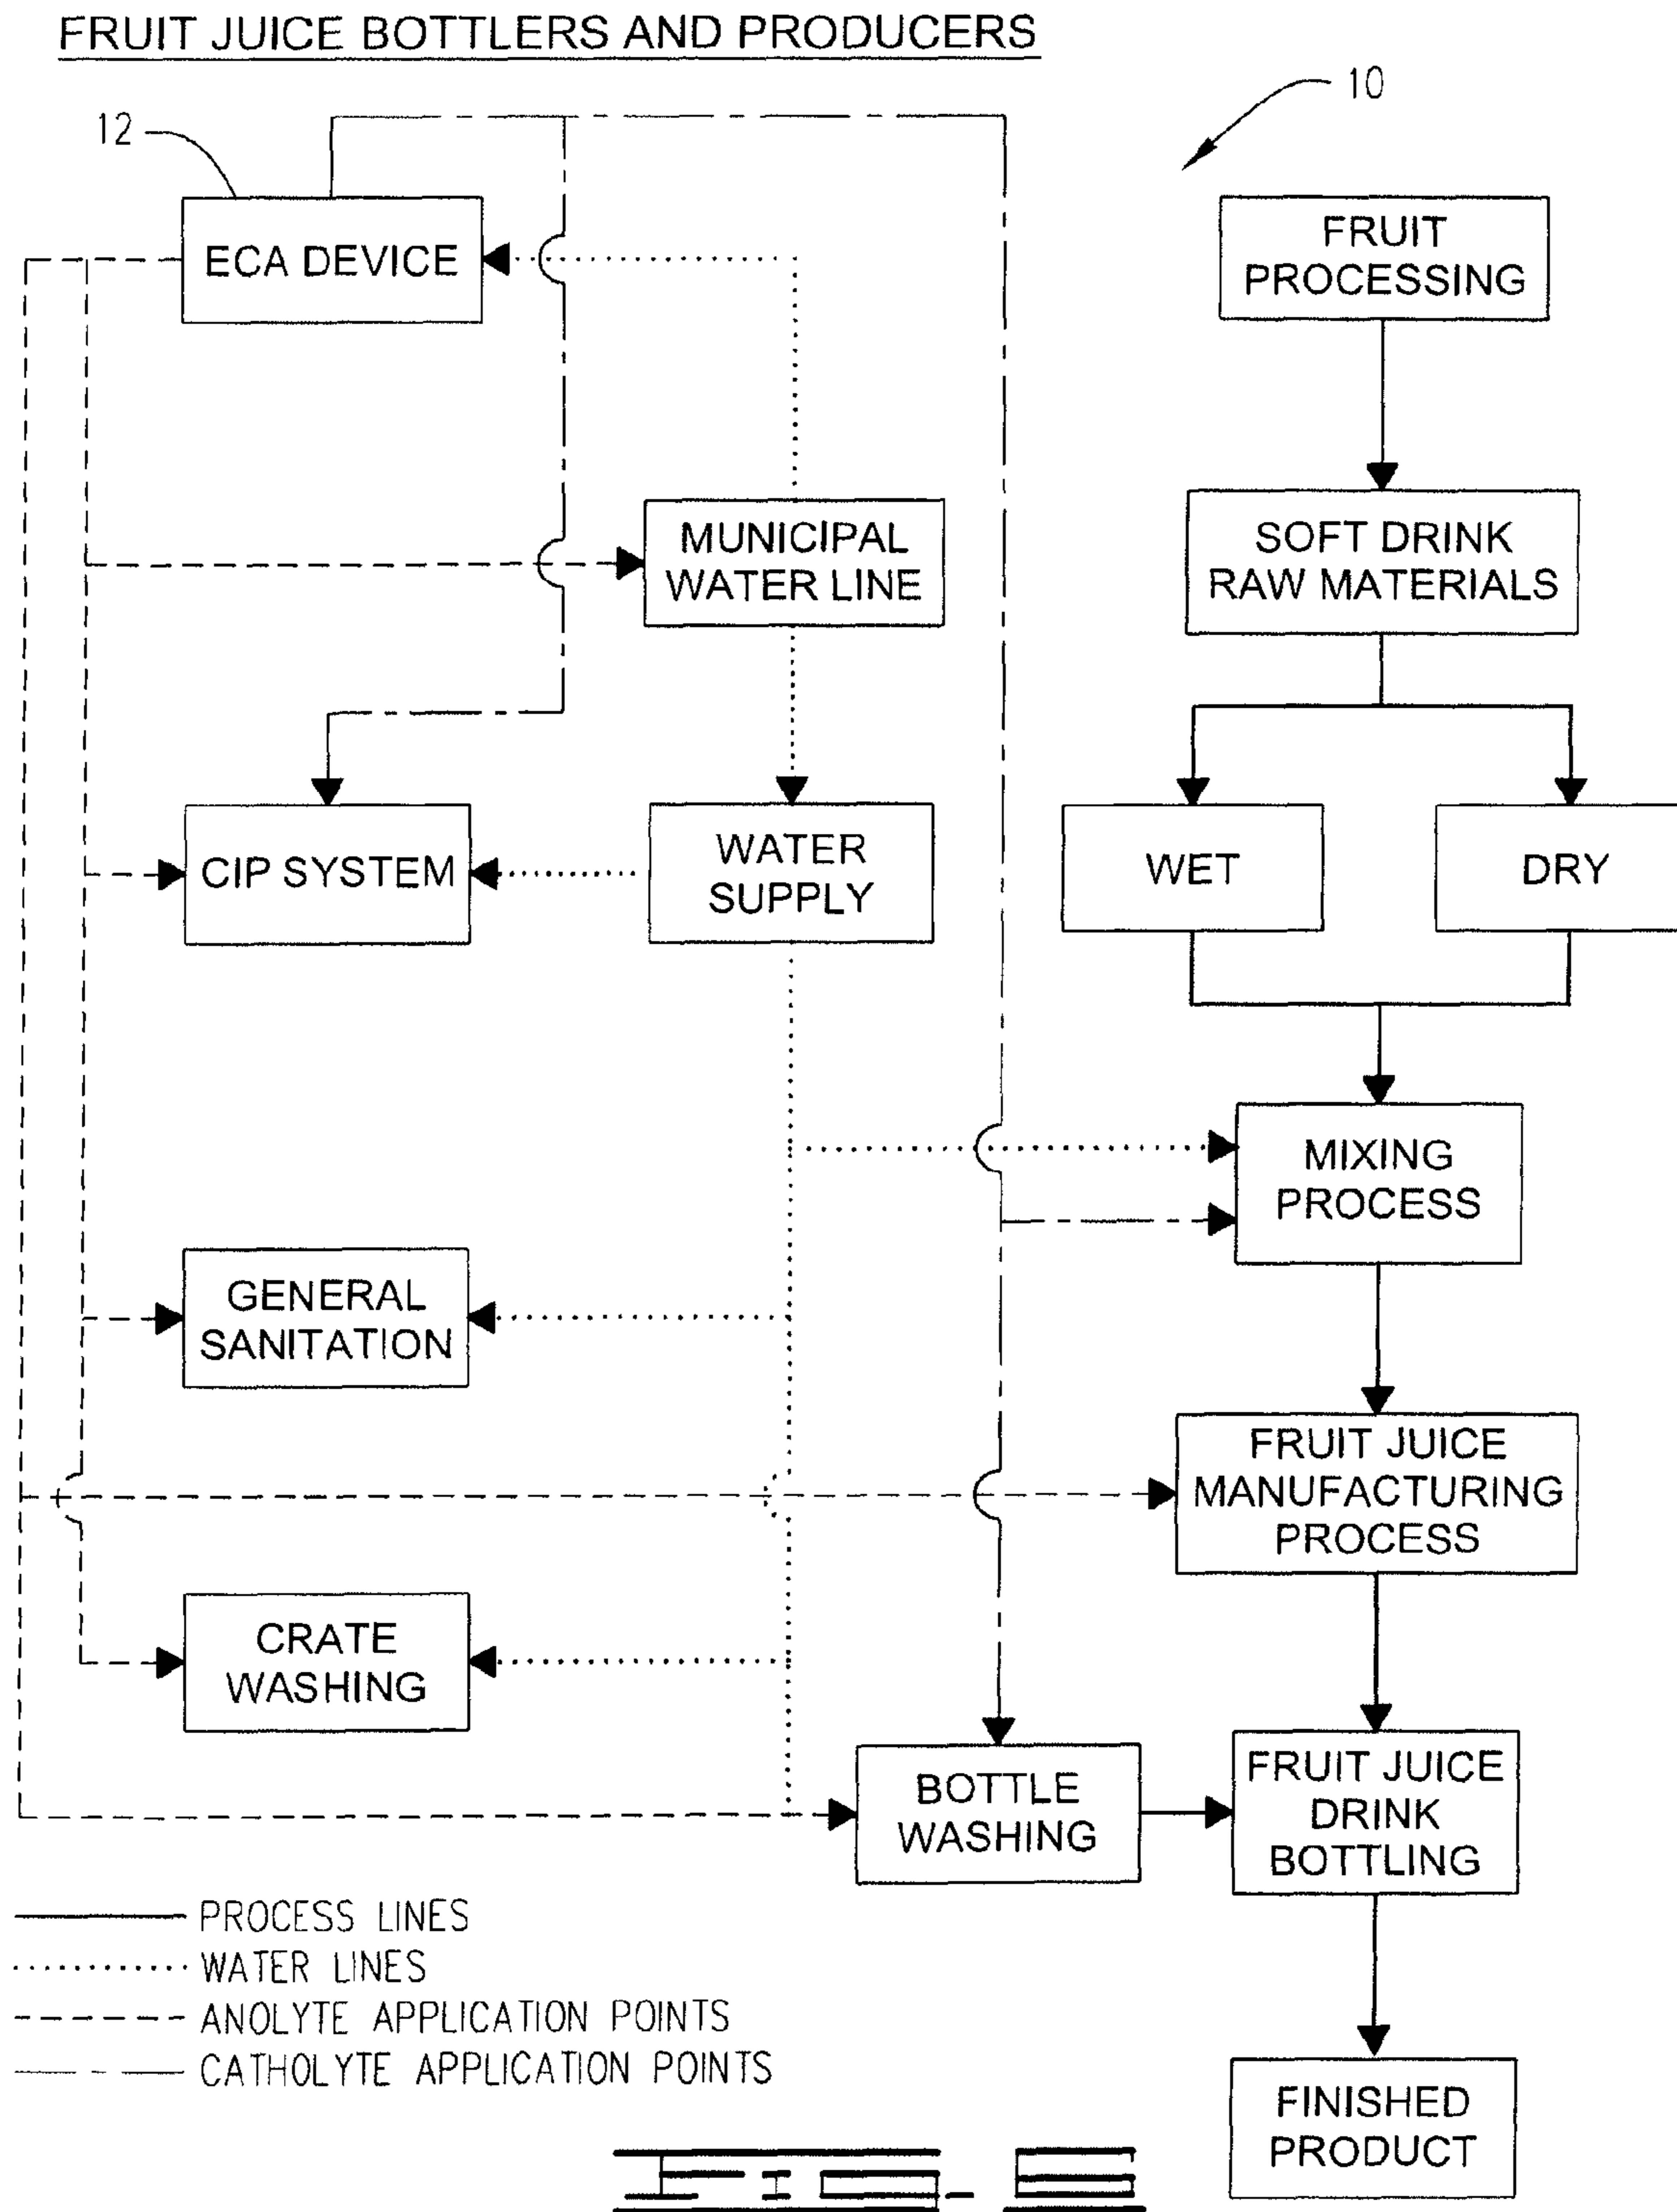 FRUIT JUICE BOTTLERS AND PRODUCERS
10
12
ECA DEVICE
FRUIT
PROCESSING
MUNICIPAL
WATER LINE
SOFT DRINK
RAW MATERIALS
CIP SYSTEM
WATER
SUPPLY
WET
DRY
MIXING
PROCESS
GENERAL
SANITATION
FRUIT JUICE
MANUFACTURING
PROCESS
CRATE
WASHING
BOTTLE
WASHING
FRUIT JUICE
DRINK
BOTTLING
PROCESS LINES
WATER LINES
ANOLYTE APPLICATION POINTS
CATHOLYTE APPLICATION POINTS
FINISHED
PRODUCT